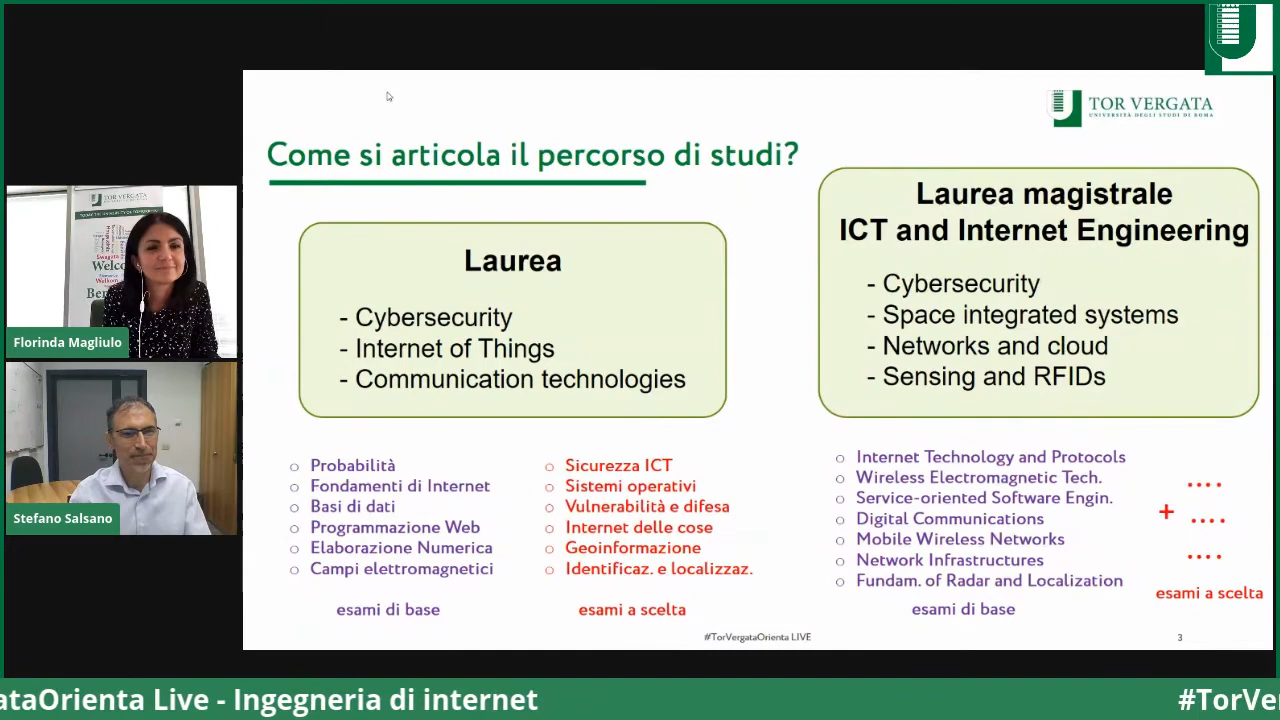 TOR VERGATA
UNIVERSITÀ DEGLI STUDI DI ROMA
Come si articola il percorso di studi?
Laurea
- Cybersecurity
- Internet of Things
- Communication technologies
Laurea magistrale
ICT and Internet Engineering
- Cybersecurity
- Space integrated systems
- Networks and cloud
- Sensing and RFIDs
TOR VERGATA
Welco
Florinda Magliulo
Stefano Salsano
○ Probabilità
○ Fondamenti di Internet
○ Basi di dati
○ Programmazione Web
○ Elaborazione Numerica
○ Campi elettromagnetici
esami di base
○ Sicurezza ICT
○ Sistemi operativi
○ Vulnerabilità e difesa
○ Internet delle cose
○ Geoinformazione
○ Identificaz. e localizzaz.
esami a scelta
○ Internet Technology and Protocols
○ Wireless Electromagnetic Tech.
○ Service-oriented Software Engin.
○ Digital Communications
○ Mobile Wireless Networks
○ Network Infrastructures
○ Fundam. of Radar and Localization
esami di base
....
+ ....
....
esami a scelta
#TorVergataOrienta LIVE
3
ataOrienta Live - Ingegneria di internet
#TorVe